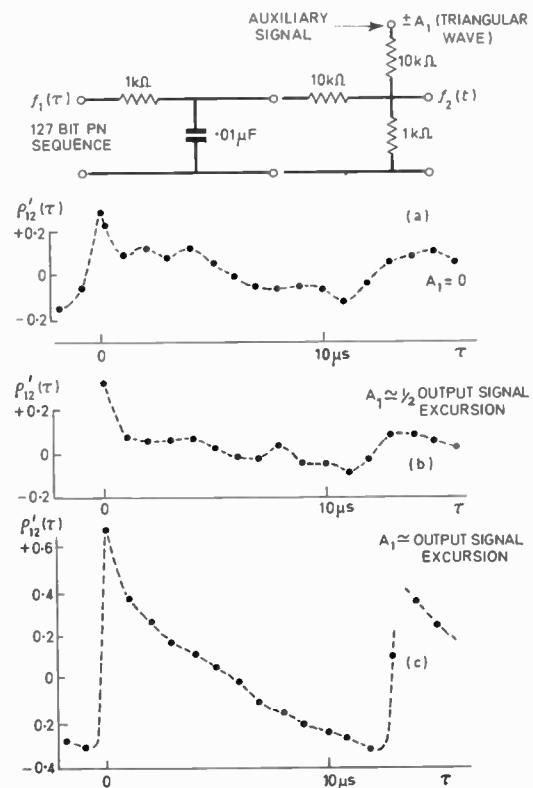 AUXILIARY SIGNAL
± A₁ (TRIANGULAR WAVE)
10kΩ
1kΩ
10kΩ
f₁(τ)
f₂(t)
127 BIT PN SEQUENCE
·01μF
1kΩ
ρ′₁₂(τ)
(a)
+0·2
0
-0·2
A₁= 0
0
10μs
τ
ρ′₁₂(τ)
A₁ ≃ ½ OUTPUT SIGNAL EXCURSION
+0·2
0
-0·2
(b)
0
10μs
τ
ρ′₁₂(τ)
A₁ ≃ OUTPUT SIGNAL EXCURSION
+0·6
0·4
0·2
0
0·2
-0·4
(c)
0
10μs
τ